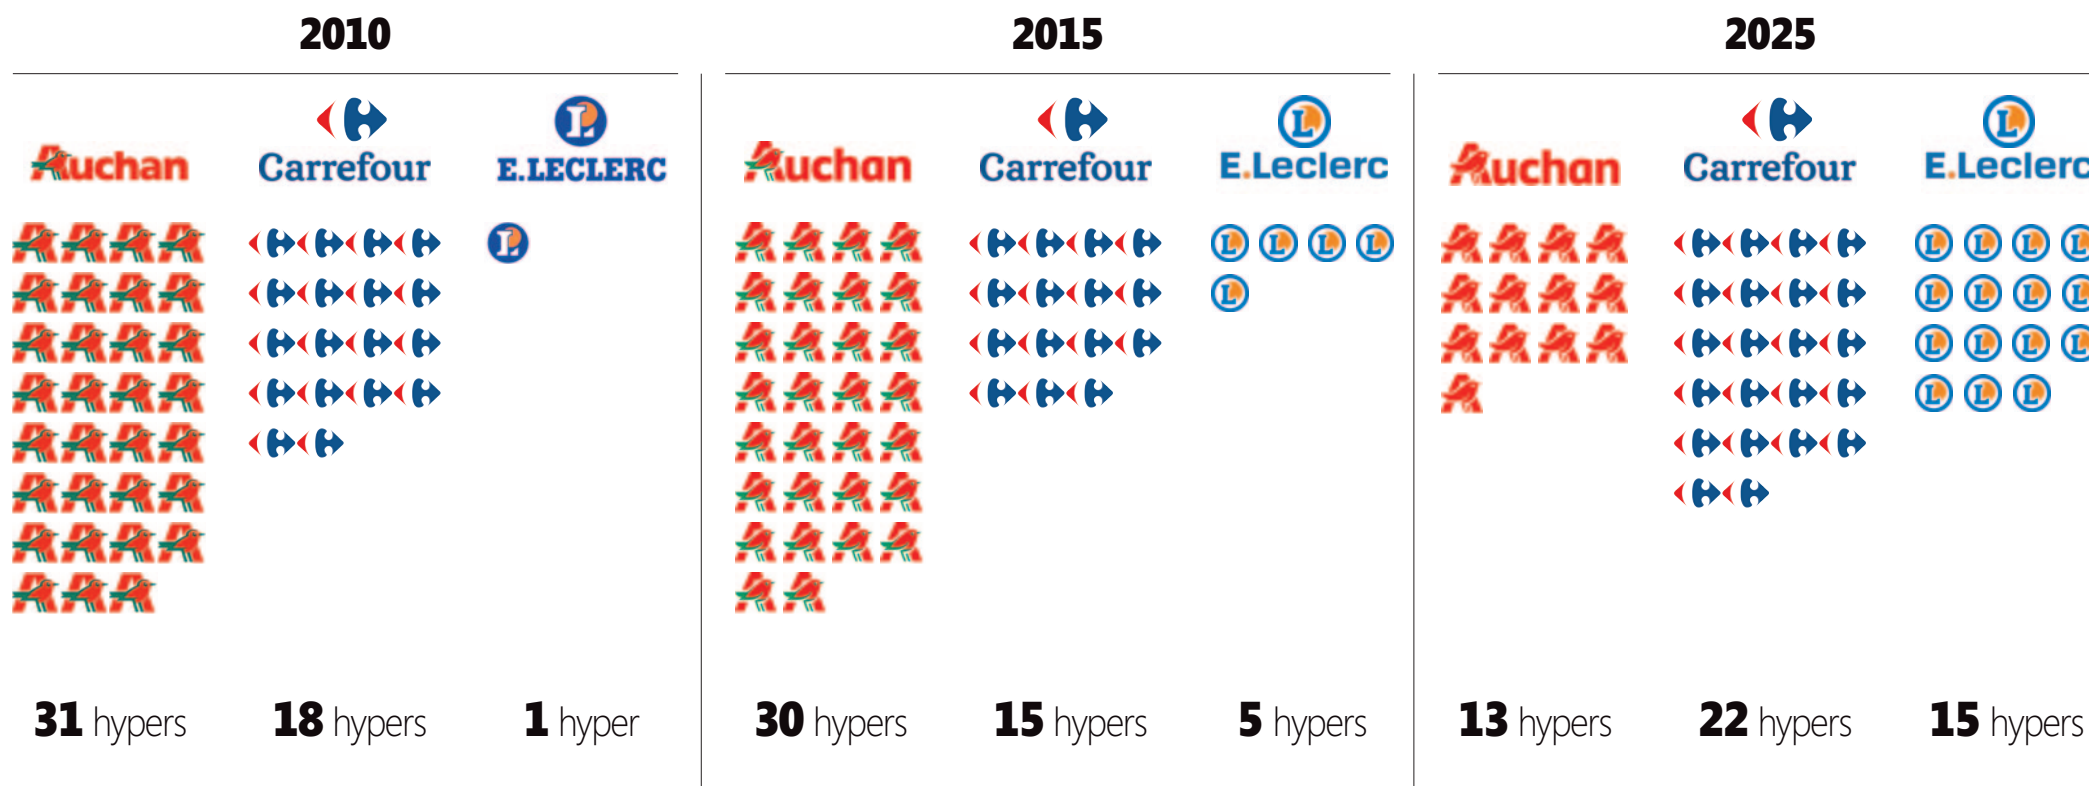 2010
Auchan
Carrefour
E.LECLERC
31 hypers
18 hypers
1 hyper
2015
Auchan
Carrefour
E.Leclerc
30 hypers
15 hypers
5 hypers
2025
Auchan
Carrefour
E.Leclerc
13 hypers
22 hypers
15 hypers